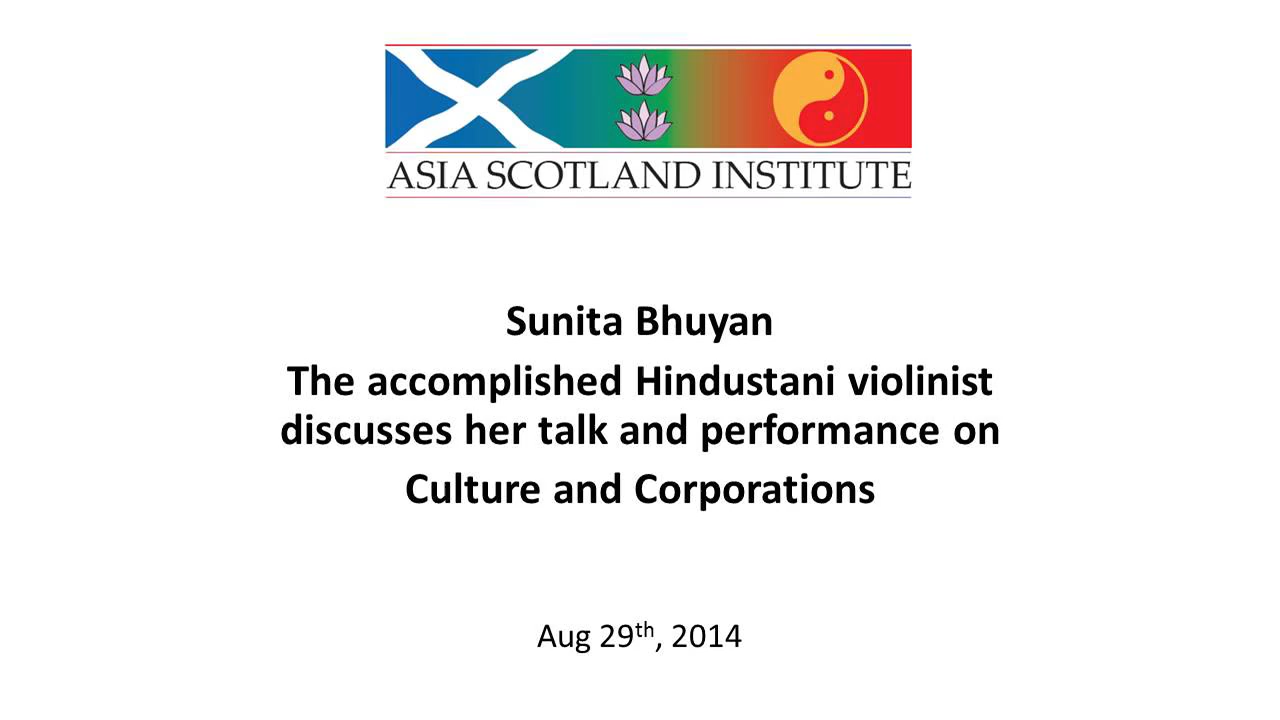 ASIA SCOTLAND INSTITUTE
Sunita Bhuyan
The accomplished Hindustani violinist
discusses her talk and performance on
Culture and Corporations
Aug 29th, 2014